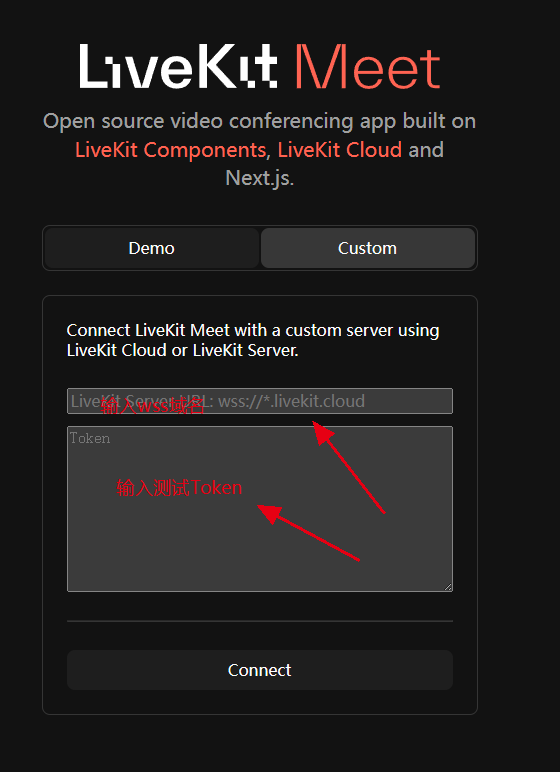 LiveKit Meet
Open source video conferencing app built on
LiveKit Components, LiveKit Cloud and
Next.js.
Demo
Custom
Connect LiveKit Meet with a custom server using
LiveKit Cloud or LiveKit Server.
LiveKit Server URL: wss://*.livekit.cloud
输入wss域名
Token
输入测试Token
Connect